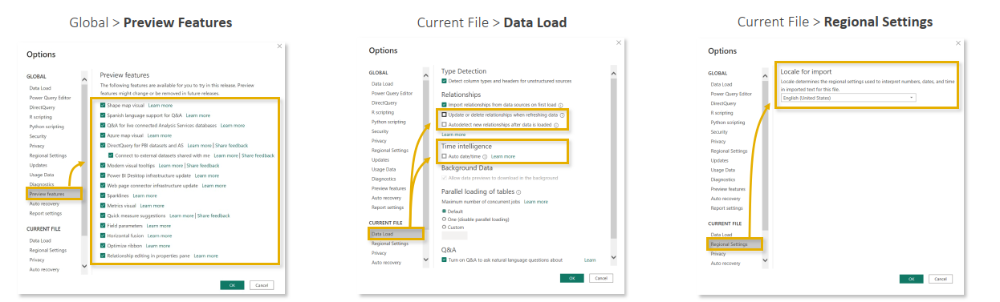 Global > Preview Features
Options
GLOBAL
Data Load
Power Query Editor
DirectQuery
R scripting
Python scripting
Security
Privacy
Regional Settings
Updates
Usage Data
Diagnostics
Preview features
Auto recovery
Report settings
CURRENT FILE
Data Load
Regional Settings
Privacy
Auto recovery
Preview features
The following features are available for you to try in this release. Preview
features might change or be removed in future releases.
Shape map visual Learn more
Spanish language support for Q&A Learn more
Q&A for live connected Analysis Services databases Learn more
Azure map visual Learn more
DirectQuery for PBI datasets and AS Learn more | Share feedback
Connect to external datasets shared with me Learn more | Share feedback
Modern visual tooltips Learn more | Share feedback
Power BI Desktop infrastructure update Learn more
Web page connector infrastructure update Learn more
Sparklines Learn more
Metrics visual Learn more
Quick measure suggestions Learn more | Share feedback
Field parameters Learn more
Horizontal fusion Learn more
Optimize ribbon Learn more
Relationship editing in properties pane Learn more
OK Cancel
Current File > Data Load
Options
GLOBAL
Data Load
Power Query Editor
DirectQuery
R scripting
Python scripting
Security
Privacy
Regional Settings
Updates
Usage Data
Diagnostics
Preview features
Auto recovery
Report settings
CURRENT FILE
Data Load
Regional Settings
Privacy
Auto recovery
Type Detection
Detect column types and headers for unstructured sources
Relationships
Import relationships from data sources on first load
Update or delete relationships when refreshing data
Autodetect new relationships after data is loaded
Learn more
Time intelligence
Auto date/time Learn more
Background Data
Allow data previews to download in the background
Parallel loading of tables
Maximum number of concurrent jobs Learn more
Default
One (disable parallel loading)
Custom
Q&A
Turn on Q&A to ask natural language questions about Learn
OK Cancel
Current File > Regional Settings
Options
GLOBAL
Data Load
Power Query Editor
DirectQuery
R scripting
Python scripting
Security
Privacy
Regional Settings
Updates
Usage Data
Diagnostics
Preview features
Auto recovery
Report settings
CURRENT FILE
Data Load
Regional Settings
Privacy
Auto recovery
Locale for import
Locale determines the regional settings used to interpret numbers, dates, and time
in imported text for this file.
English (United States)
OK Cancel